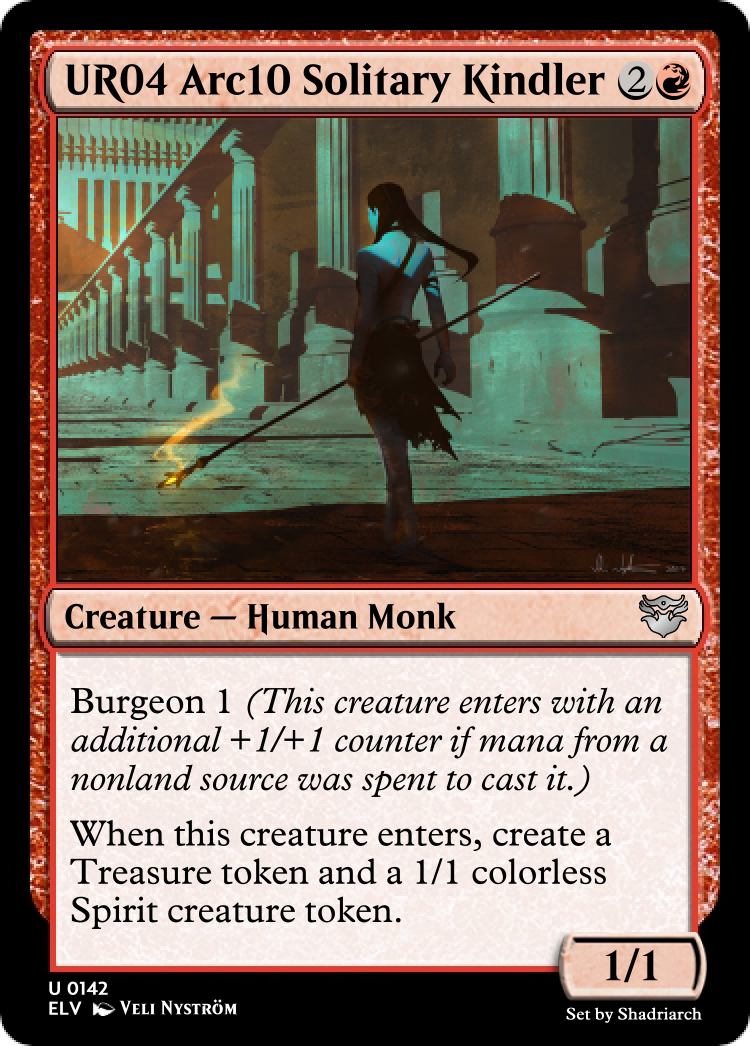 UR04 Arc10 Solitary Kindler 2
Creature — Human Monk
Burgeon 1 (This creature enters with an
additional +1/+1 counter if mana from a
nonland source was spent to cast it.)
When this creature enters, create a
Treasure token and a 1/1 colorless
Spirit creature token.
1/1
U 0142
ELV VELI NYSTRÖM
Set by Shadriarch